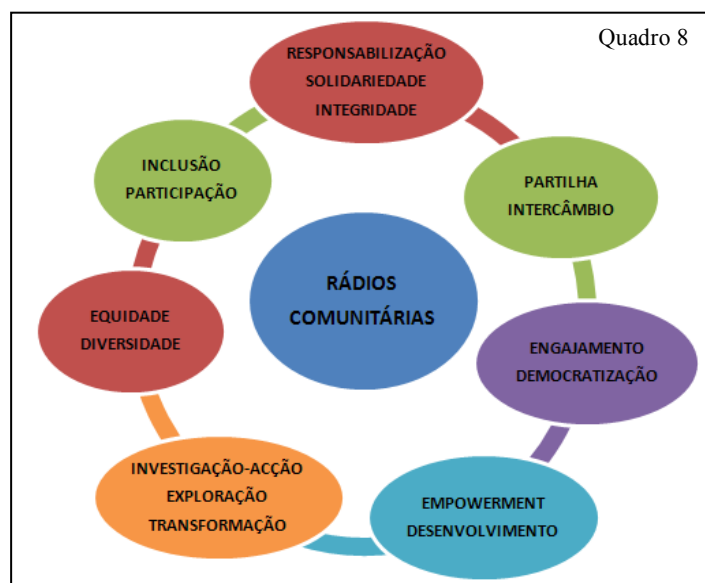 Quadro 8
RESPONSABILIZAÇÃO
SOLIDARIEDADE
INTEGRIDADE
PARTILHA
INTERCÂMBIO
ENGAJAMENTO
DEMOCRATIZAÇÃO
EMPOWERMENT
DESENVOLVIMENTO
INVESTIGAÇÃO-ACÇÃO
EXPLORAÇÃO
TRANSFORMAÇÃO
EQUIDADE
DIVERSIDADE
INCLUSÃO
PARTICIPAÇÃO
RÁDIOS
COMUNITÁRIAS